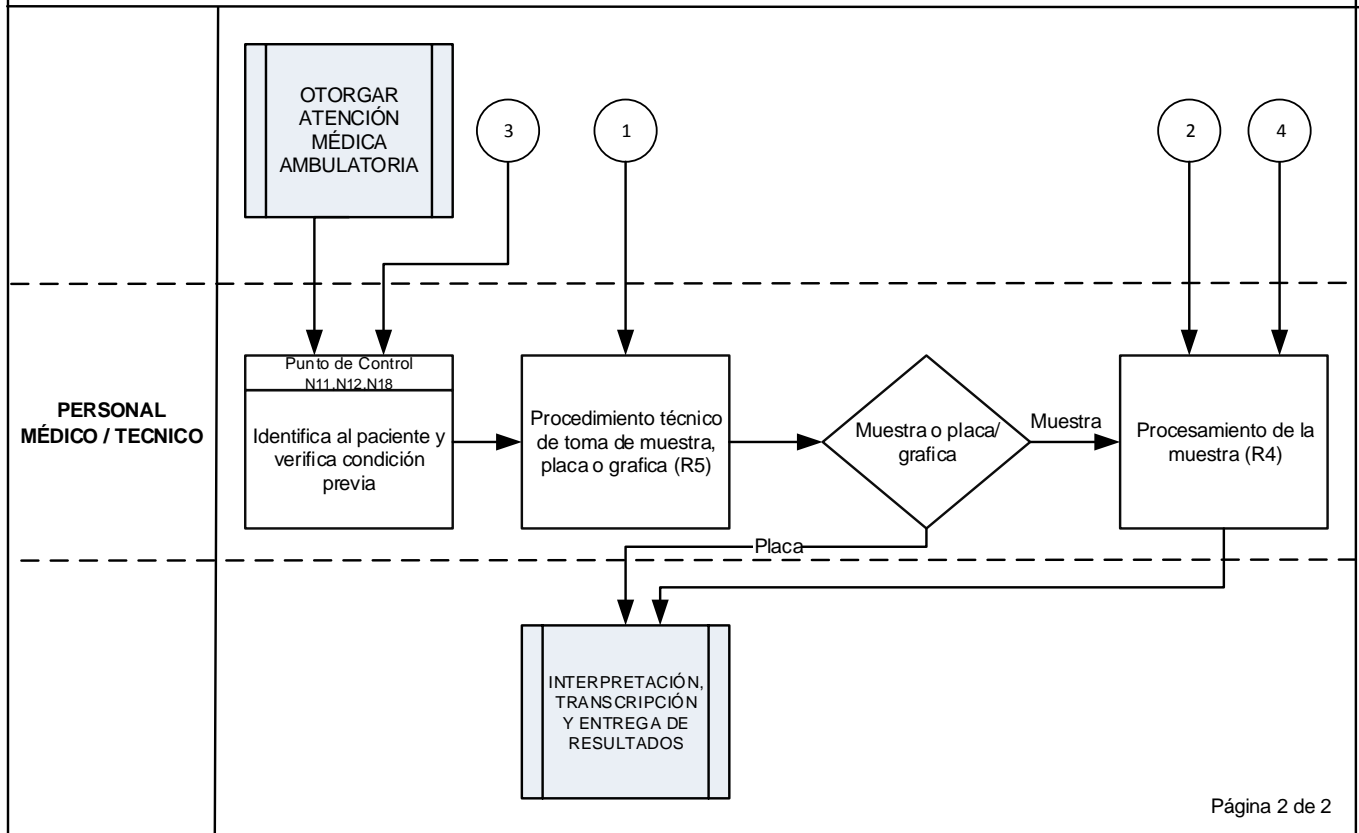 OTORGAR
ATENCIÓN
MÉDICA
AMBULATORIA
3
1
2
4
PERSONAL
MÉDICO / TECNICO
Punto de Control
N11,N12,N18
Identifica al paciente y
verifica condición
previa
Procedimiento técnico
de toma de muestra,
placa o grafica (R5)
Muestra o placa/
grafica
Muestra
Procesamiento de la
muestra (R4)
Placa
INTERPRETACIÓN,
TRANSCRIPCIÓN
Y ENTREGA DE
RESULTADOS
Página 2 de 2